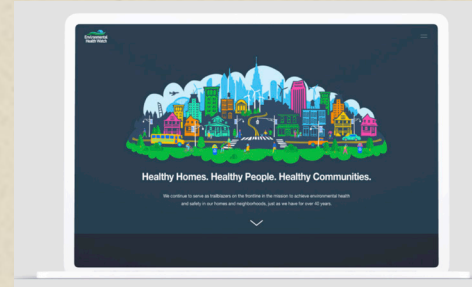 Environmental
Health Watch
Healthy Homes. Healthy People. Healthy Communities.
We continue to serve as trailblazers on the frontline in the mission to achieve environmental health
and safety in our homes and neighborhoods, just as we have for over 40 years.